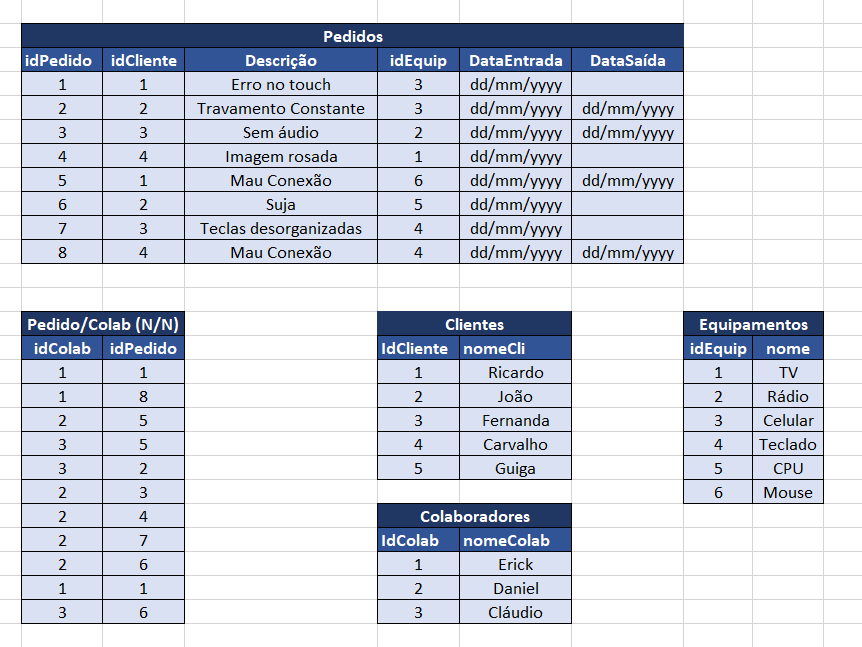 Pedidos
idPedido idCliente Descrição idEquip DataEntrada DataSaída
1 1 Erro no touch 3 dd/mm/yyyy
2 2 Travamento Constante 3 dd/mm/yyyy dd/mm/yyyy
3 3 Sem áudio 2 dd/mm/yyyy dd/mm/yyyy
4 4 Imagem rosada 1 dd/mm/yyyy
5 1 Mau Conexão 6 dd/mm/yyyy dd/mm/yyyy
6 2 Suja 5 dd/mm/yyyy
7 3 Teclas desorganizadas 4 dd/mm/yyyy
8 4 Mau Conexão 4 dd/mm/yyyy dd/mm/yyyy
Pedido/Colab (N/N)
idColab idPedido
1 1
1 8
2 5
3 5
3 2
2 3
2 4
2 7
2 6
1 1
3 6
Clientes
IdCliente nomeCli
1 Ricardo
2 João
3 Fernanda
4 Carvalho
5 Guiga
Colaboradores
IdColab nomeColab
1 Erick
2 Daniel
3 Cláudio
Equipamentos
idEquip nome
1 TV
2 Rádio
3 Celular
4 Teclado
5 CPU
6 Mouse